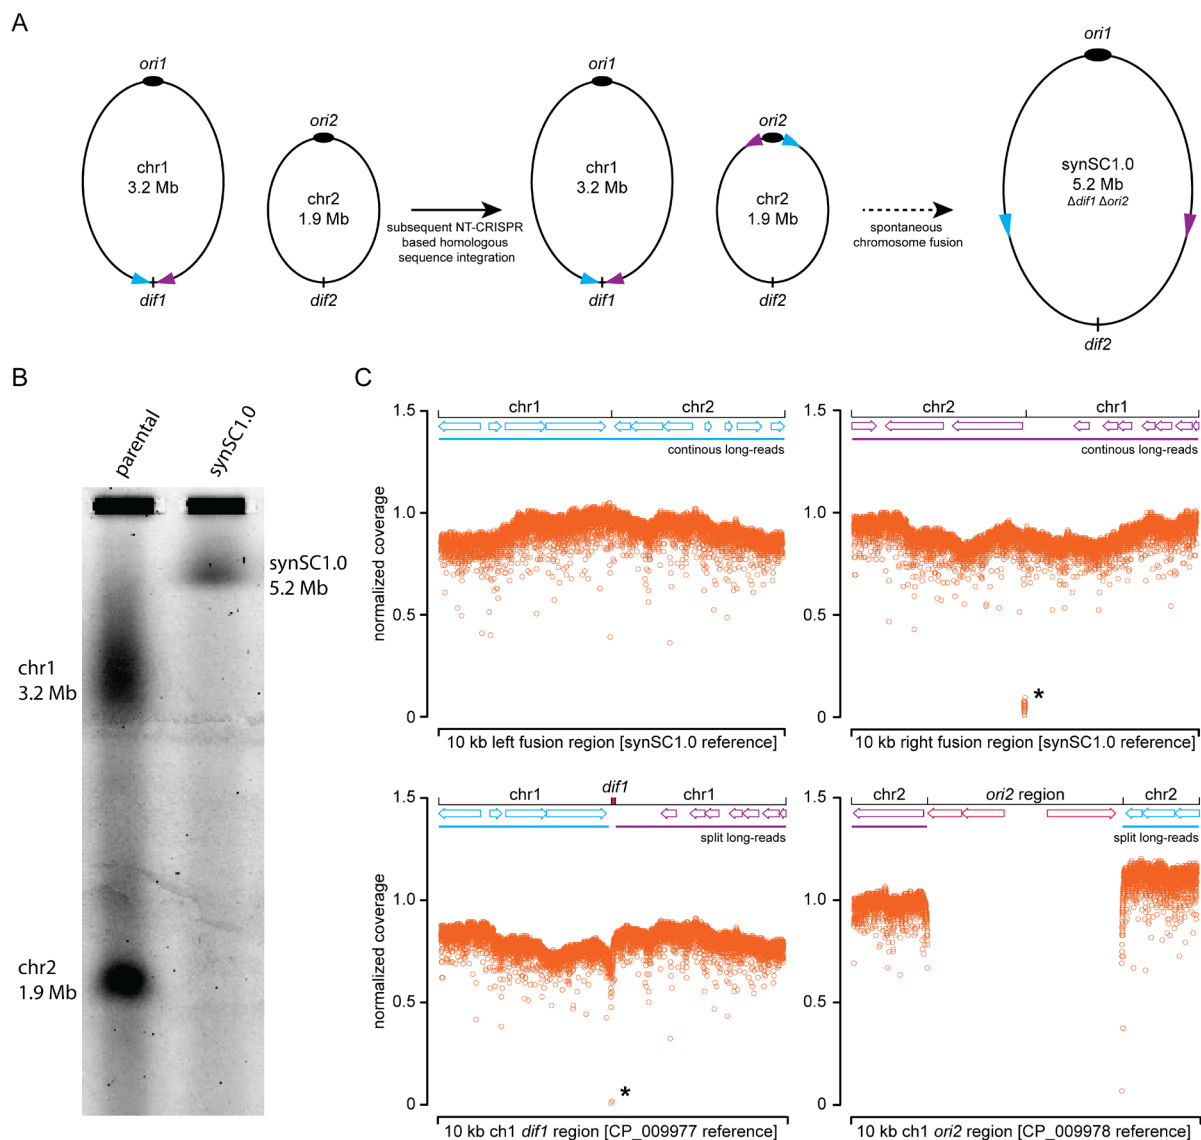 A
ori1
chr1
3.2 Mb
dif1
ori2
chr2
1.9 Mb
dif2
subsequent NT-CRISPR
based homologous
sequence integration
ori1
chr1
3.2 Mb
dif1
ori2
chr2
1.9 Mb
dif2
spontaneous
chromosome fusion
ori1
synSC1.0
5.2 Mb
Δdif1 Δori2
dif2
B
parental
synSC1.0
synSC1.0
5.2 Mb
chr1
3.2 Mb
chr2
1.9 Mb
C
normalized coverage
1.5
1.0
0.5
0
chr1
chr2
continous long-reads
10 kb left fusion region [synSC1.0 reference]
1.5
1.0
0.5
0
chr2
chr1
continous long-reads
*
10 kb right fusion region [synSC1.0 reference]
normalized coverage
1.5
1.0
0.5
0
chr1
dif1
chr1
split long-reads
*
10 kb ch1 dif1 region [CP_009977 reference]
1.5
1.0
0.5
0
chr2
ori2 region
chr2
split long-reads
10 kb ch1 ori2 region [CP_009978 reference]